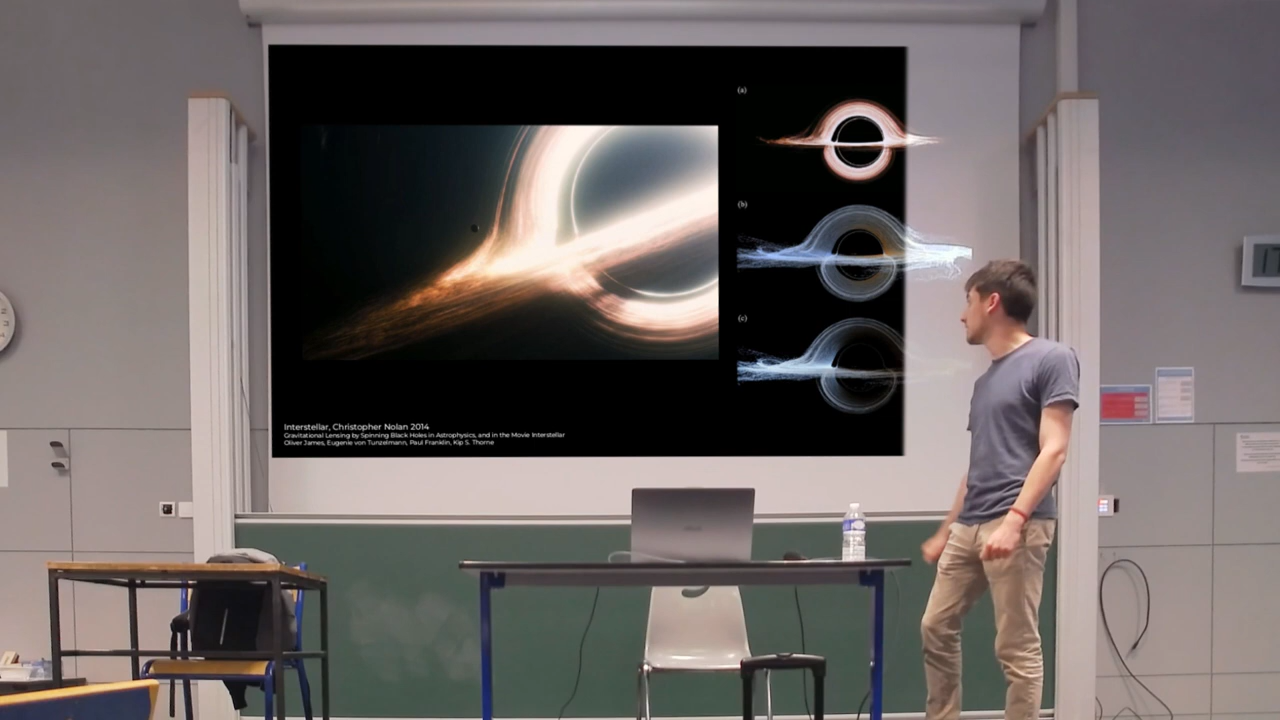 (a)
(b)
(c)
Interstellar, Christopher Nolan 2014
Gravitational Lensing by Spinning Black Holes in Astrophysics, and in the Movie Interstellar
Oliver James, Eugenie von Tunzelmann, Paul Franklin, Kip S. Thorne